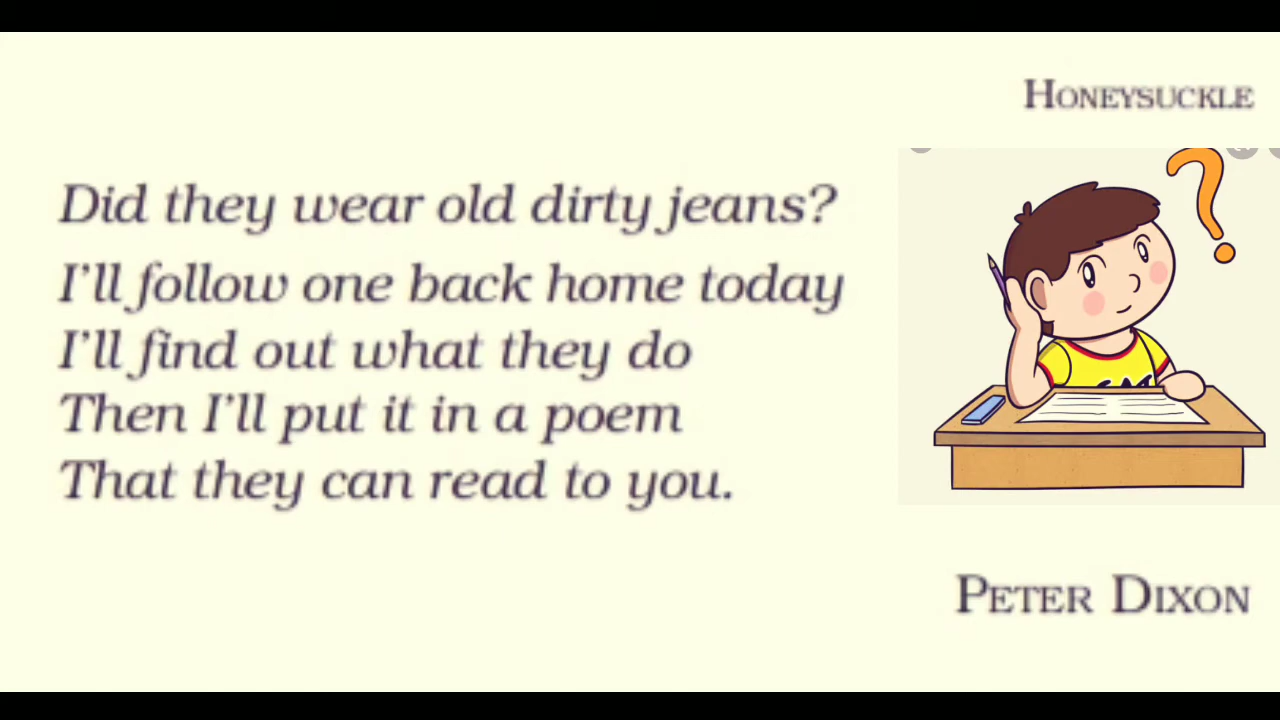 HONEYSUCKLE
Did they wear old dirty jeans?
I'll follow one back home today
I'll find out what they do
Then I'll put it in a poem
That they can read to you.
PETER DIXON